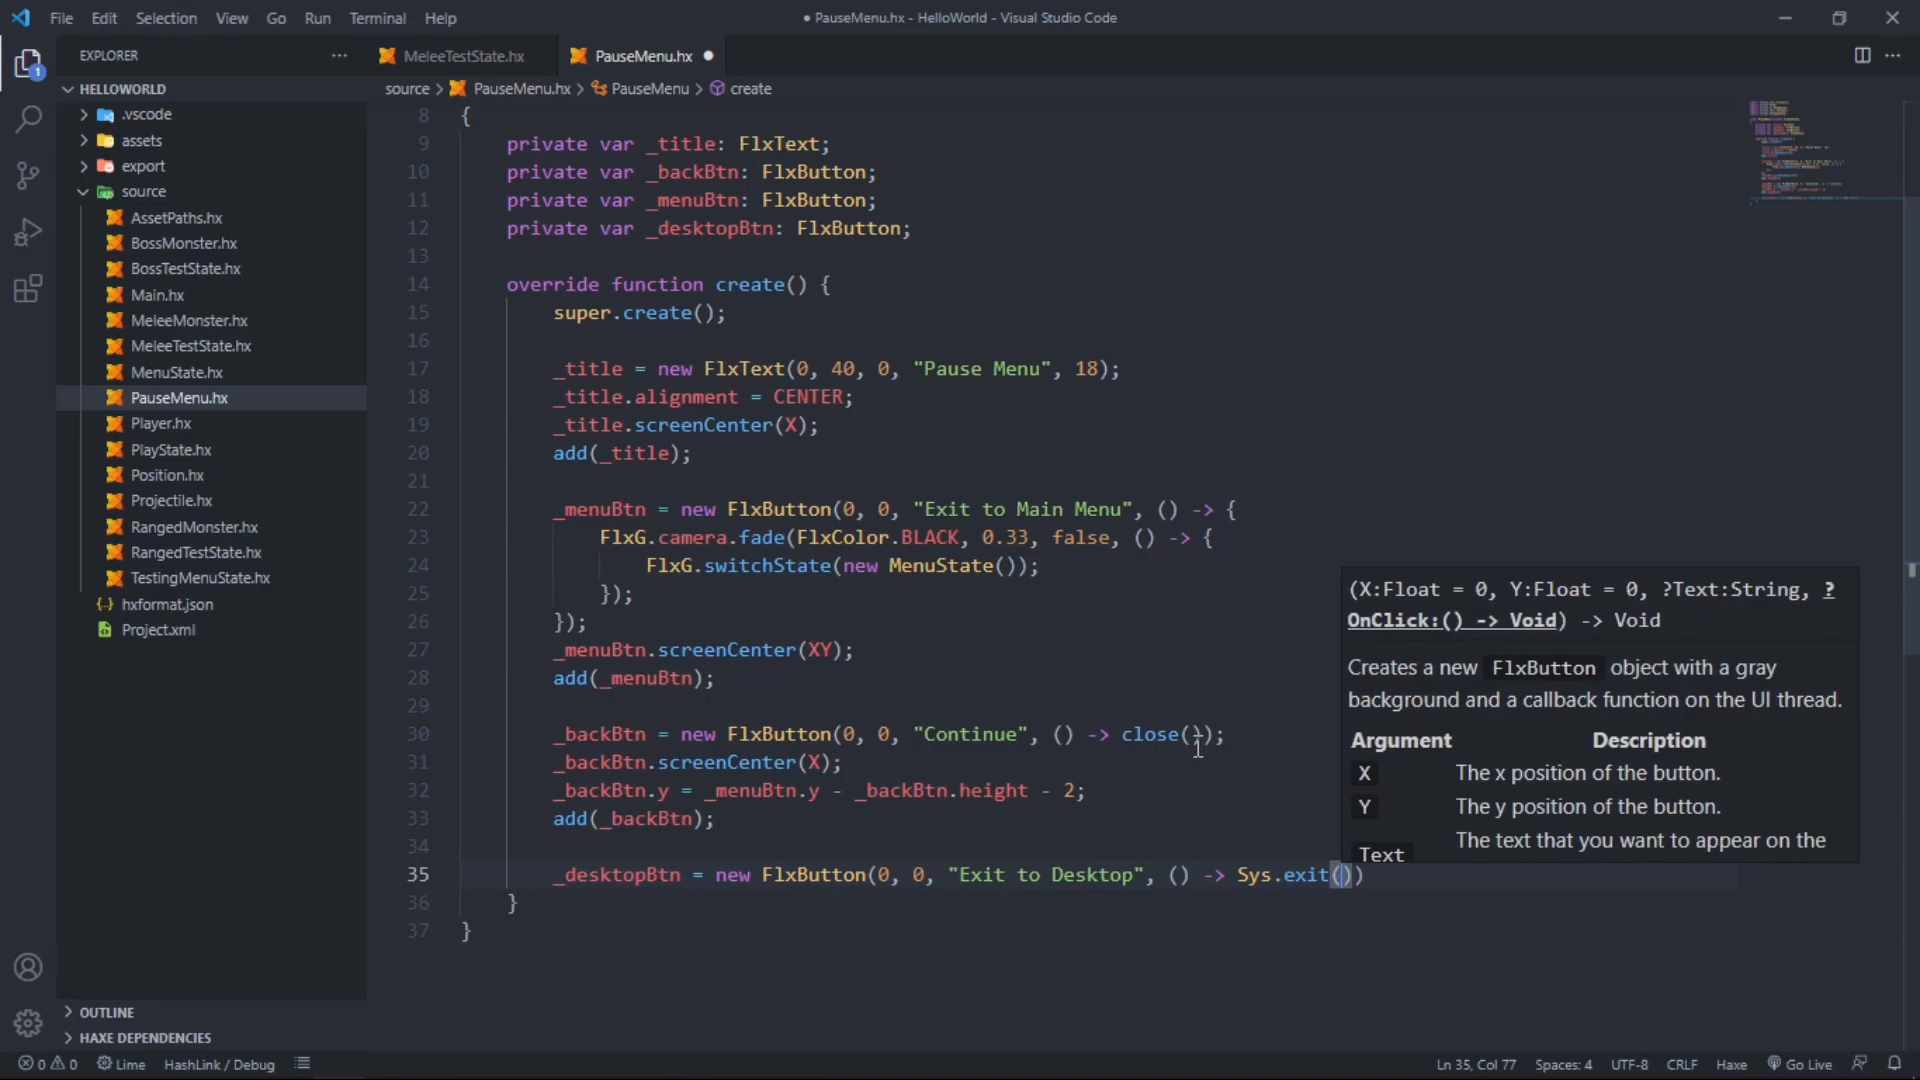 File Edit Selection View Go Run Terminal Help
● PauseMenu.hx - HelloWorld - Visual Studio Code
EXPLORER
HELLOWORLD
.vscode
assets
export
source
AssetPaths.hx
BossMonster.hx
BossTestState.hx
Main.hx
MeleeMonster.hx
MeleeTestState.hx
MenuState.hx
PauseMenu.hx
Player.hx
PlayState.hx
Position.hx
Projectile.hx
RangedMonster.hx
RangedTestState.hx
TestingMenuState.hx
hxformat.json
Project.xml
OUTLINE
HAXE DEPENDENCIES
1
MeleeTestState.hx PauseMenu.hx
source > PauseMenu.hx > PauseMenu > create
8 {
9 private var _title: FlxText;
10 private var _backBtn: FlxButton;
11 private var _menuBtn: FlxButton;
12 private var _desktopBtn: FlxButton;
13
14 override function create() {
15 super.create();
16
17 _title = new FlxText(0, 40, 0, "Pause Menu", 18);
18 _title.alignment = CENTER;
19 _title.screenCenter(X);
20 add(_title);
21
22 _menuBtn = new FlxButton(0, 0, "Exit to Main Menu", () -> {
23 FlxG.camera.fade(FlxColor.BLACK, 0.33, false, () -> {
24 FlxG.switchState(new MenuState());
25 });
26 });
27 _menuBtn.screenCenter(XY);
28 add(_menuBtn);
29
30 _backBtn = new FlxButton(0, 0, "Continue", () -> close());
31 _backBtn.screenCenter(X);
32 _backBtn.y = _menuBtn.y - _backBtn.height - 2;
33 add(_backBtn);
34
35 _desktopBtn = new FlxButton(0, 0, "Exit to Desktop", () -> Sys.exit())
36 }
37 }
(X:Float = 0, Y:Float = 0, ?Text:String, ?
OnClick:() -> Void) -> Void
Creates a new FlxButton object with a gray
background and a callback function on the UI thread.
Argument Description
X The x position of the button.
Y The y position of the button.
Text The text that you want to appear on the
0 0 Lime HashLink / Debug
Ln 35, Col 77 Spaces: 4 UTF-8 CRLF Haxe Go Live